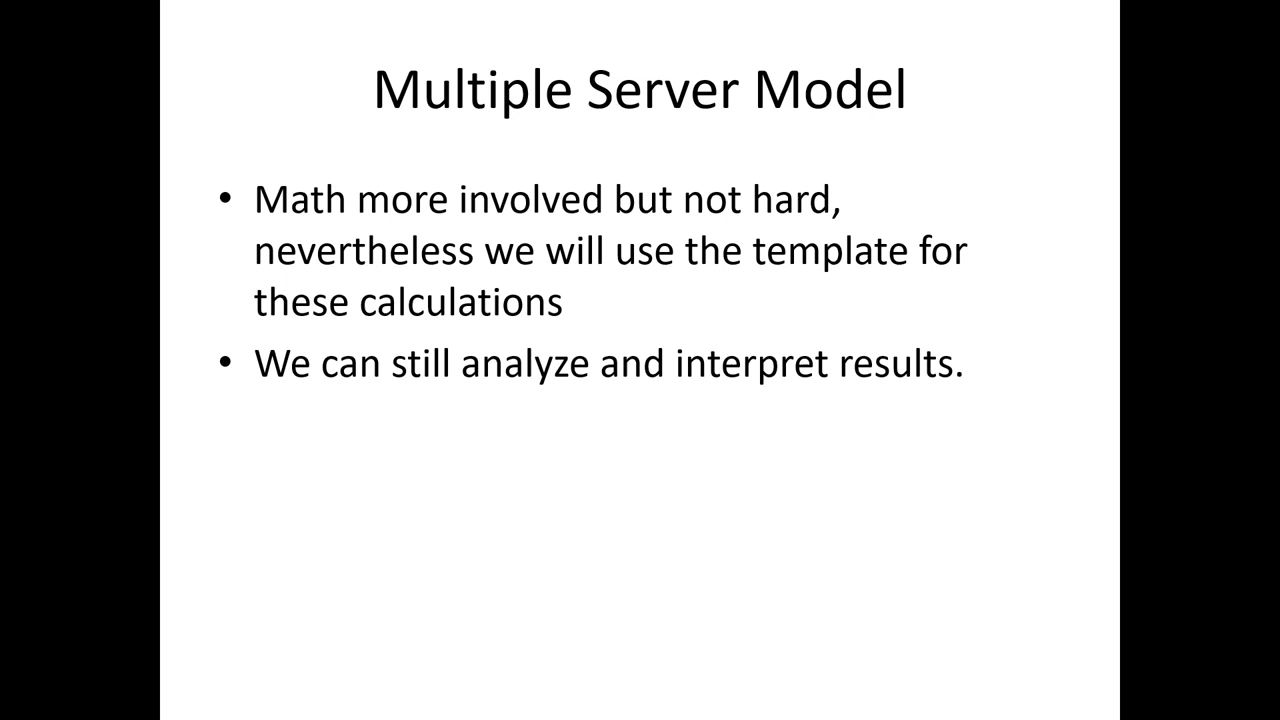 Multiple Server Model
• Math more involved but not hard,
nevertheless we will use the template for
these calculations
• We can still analyze and interpret results.